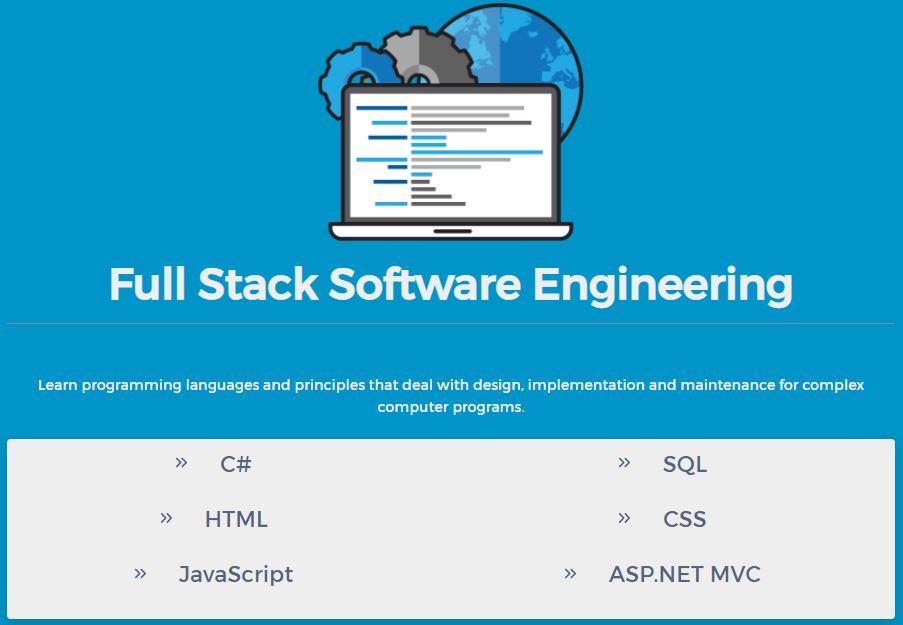 Full Stack Software Engineering
Learn programming languages and principles that deal with design, implementation and maintenance for complex
computer programs.
» C# » SQL
» HTML » CSS
» JavaScript » ASP.NET MVC